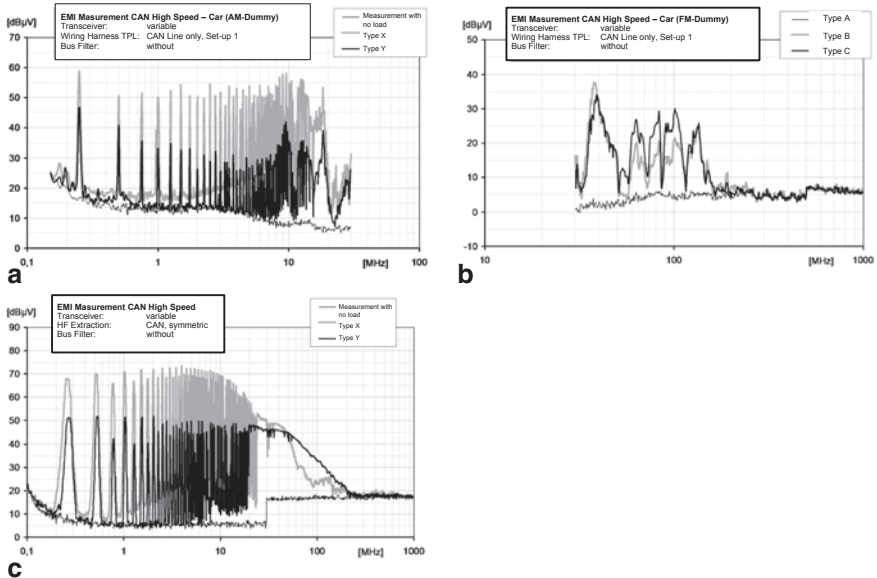 [dBµV]
EMI Masurement CAN High Speed – Car (AM-Dummy)
Transceiver: variable
Wiring Harness TPL: CAN Line only, Set-up 1
Bus Filter: without
Measurement with
no load
Type X
Type Y
70
60
50
40
30
20
10
0
0,1 1 10 [MHz] 100
a
[dBµV]
EMI Masurement CAN High Speed – Car (FM-Dummy)
Transceiver: variable
Wiring Harness TPL: CAN Line only, Set-up 1
Bus Filter: without
Type A
Type B
Type C
50
40
30
20
10
0
-10
10 100 [MHz] 1000
b
[dBµV]
EMI Masurement CAN High Speed
Transceiver: variable
HF Extraction: CAN, symmetric
Bus Filter: without
Measurement with
no load
Type X
Type Y
90
80
70
60
50
40
30
20
10
0
0,1 1 10 100 [MHz] 1000
c